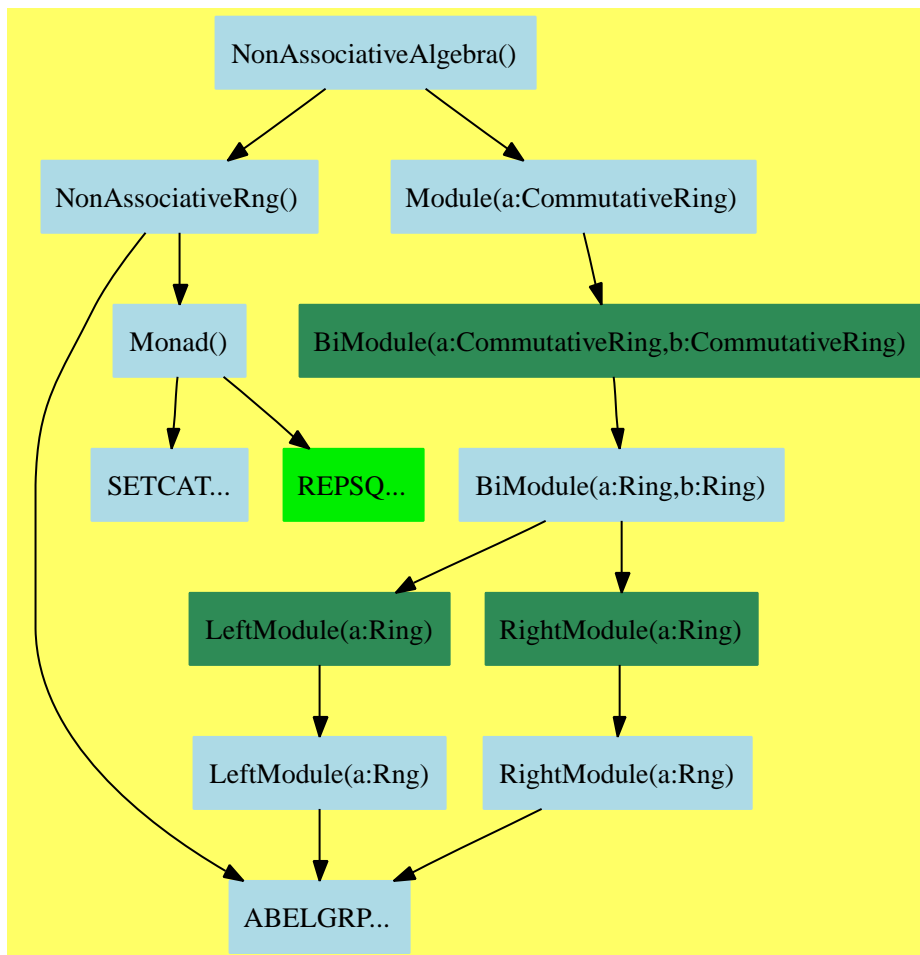 NonAssociativeAlgebra()
NonAssociativeRng()
Module(a:CommutativeRing)
Monad()
BiModule(a:CommutativeRing,b:CommutativeRing)
SETCAT...
REPSQ...
BiModule(a:Ring,b:Ring)
LeftModule(a:Ring)
RightModule(a:Ring)
LeftModule(a:Rng)
RightModule(a:Rng)
ABELGRP...